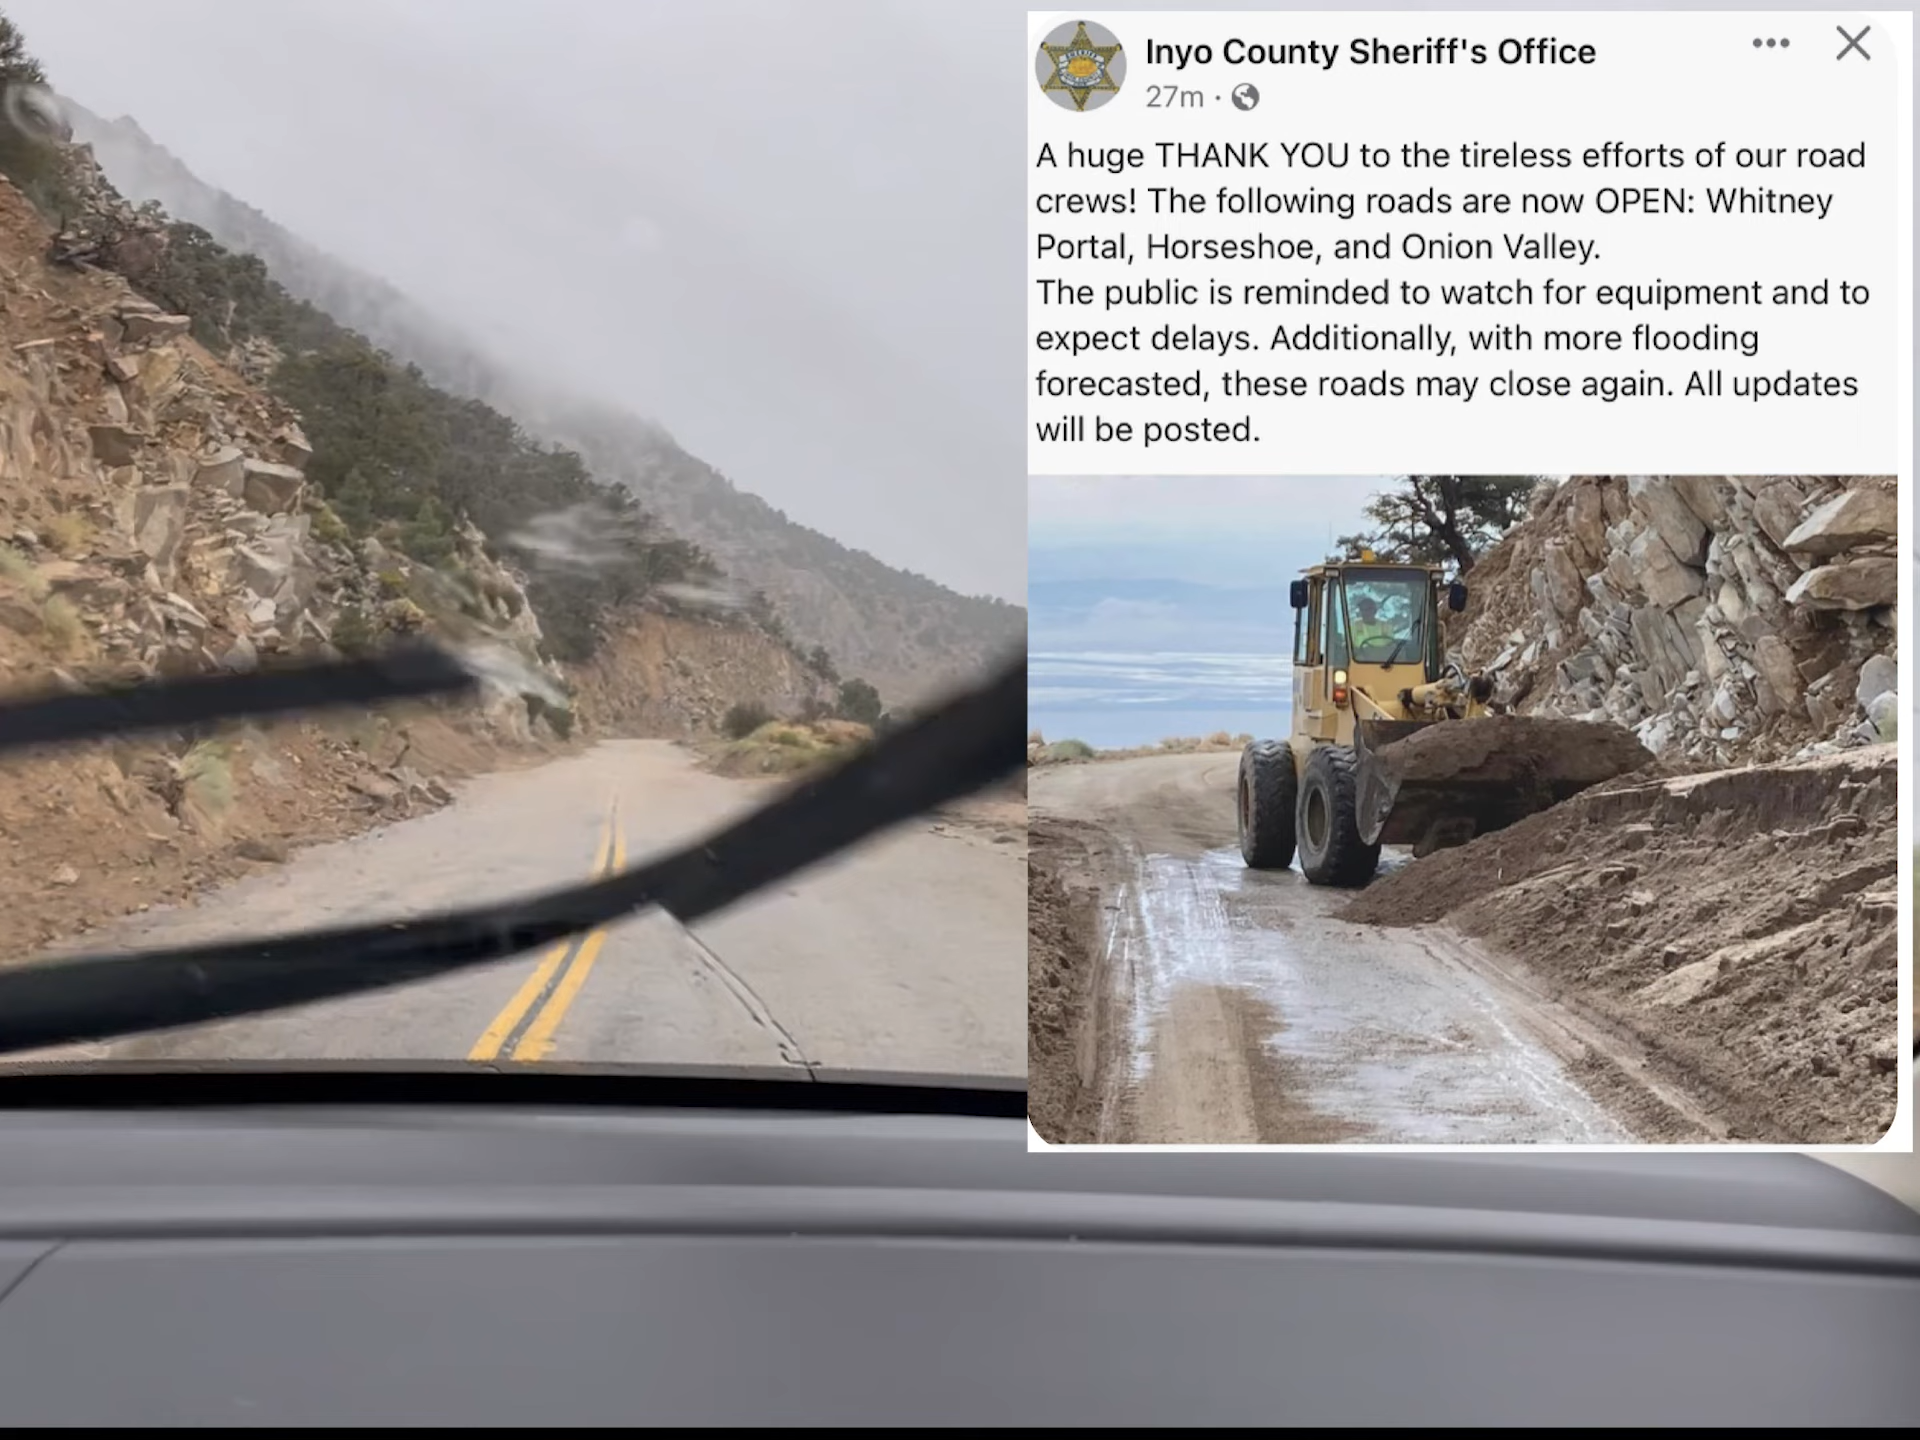 Inyo County Sheriff's Office
27m ·
A huge THANK YOU to the tireless efforts of our road
crews! The following roads are now OPEN: Whitney
Portal, Horseshoe, and Onion Valley.
The public is reminded to watch for equipment and to
expect delays. Additionally, with more flooding
forecasted, these roads may close again. All updates
will be posted.